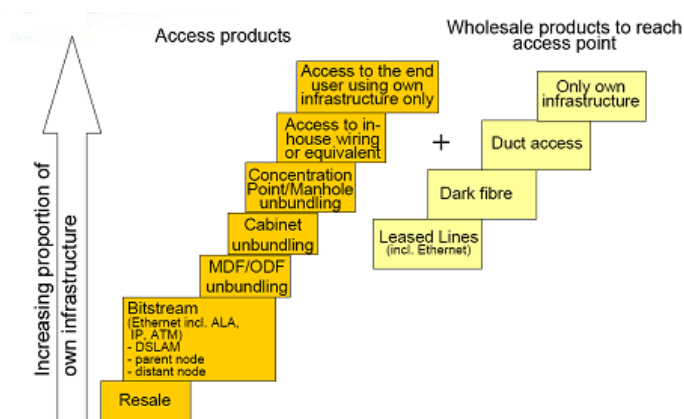 Access products
Wholesale products to reach
access point
Increasing proportion of
own infrastructure
Access to the end
user using own
infrastructure only
Access to in-
house wiring
or equivalent
Concentration
Point/Manhole
unbundling
Cabinet
unbundling
MDF/ODF
unbundling
Bitstream
(Ethernet incl. ALA,
IP, ATM)
- DSLAM
- parent node
- distant node
Resale
+
Only own
infrastructure
Duct access
Dark fibre
Leased Lines
(incl. Ethernet)